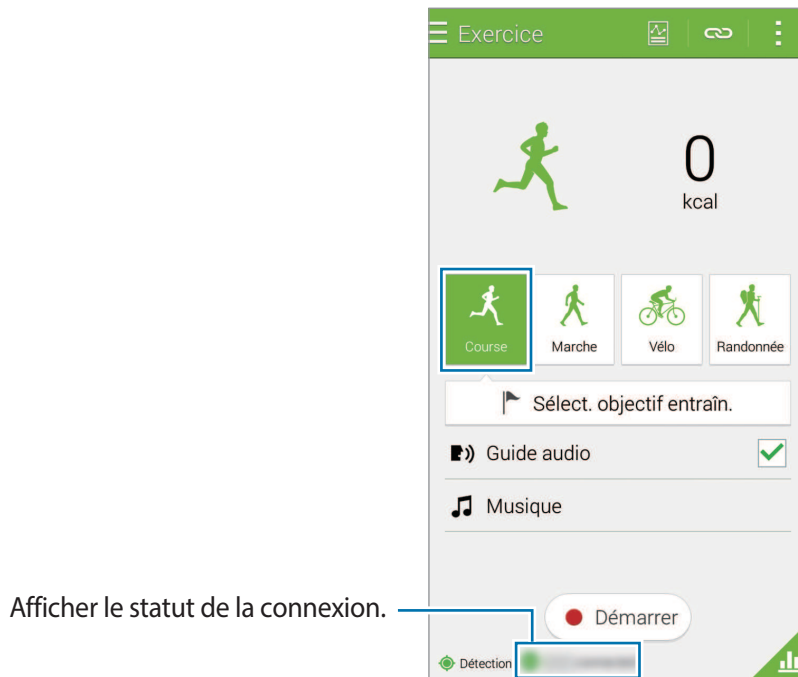 Exercice
0
kcal
Course
Marche
Vélo
Randonnée
Sélect. objectif entraîn.
Guide audio
Musique
Afficher le statut de la connexion.
Démarrer
Détection